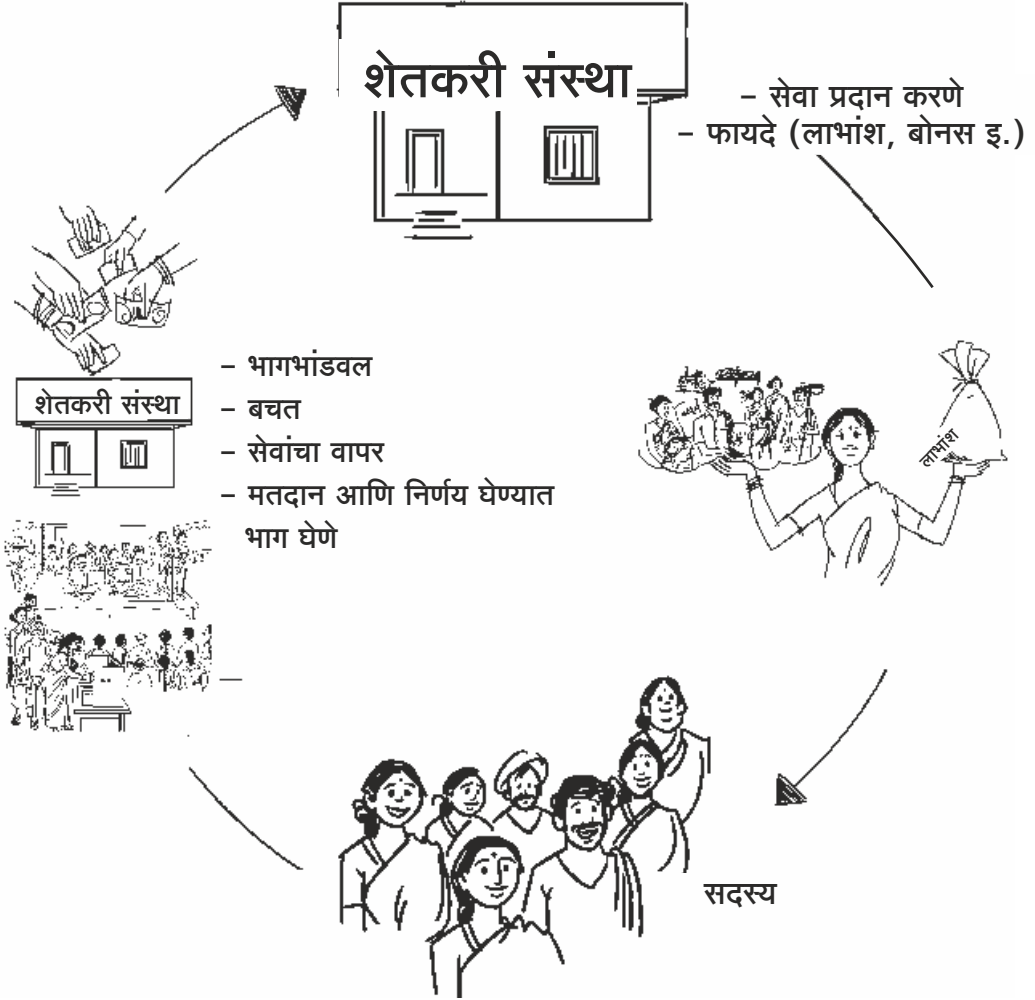 शेतकरी संस्था
– सेवा प्रदान करणे
– फायदे (लाभांश, बोनस इ.)
– भागभांडवल
शेतकरी संस्था
– बचत
– सेवांचा वापर
– मतदान आणि निर्णय घेण्यात
भाग घेणे
लाभांश
सदस्य